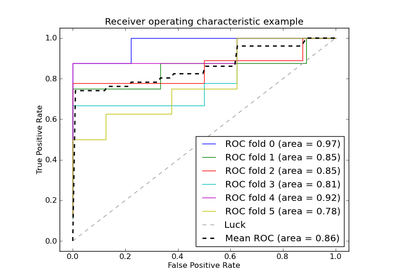 Receiver operating characteristic example
True Positive Rate
1.0
0.8
0.6
0.4
0.2
0.0
ROC fold 0 (area = 0.97)
ROC fold 1 (area = 0.85)
ROC fold 2 (area = 0.85)
ROC fold 3 (area = 0.81)
ROC fold 4 (area = 0.92)
ROC fold 5 (area = 0.78)
Luck
Mean ROC (area = 0.86)
0.0 0.2 0.4 0.6 0.8 1.0
False Positive Rate